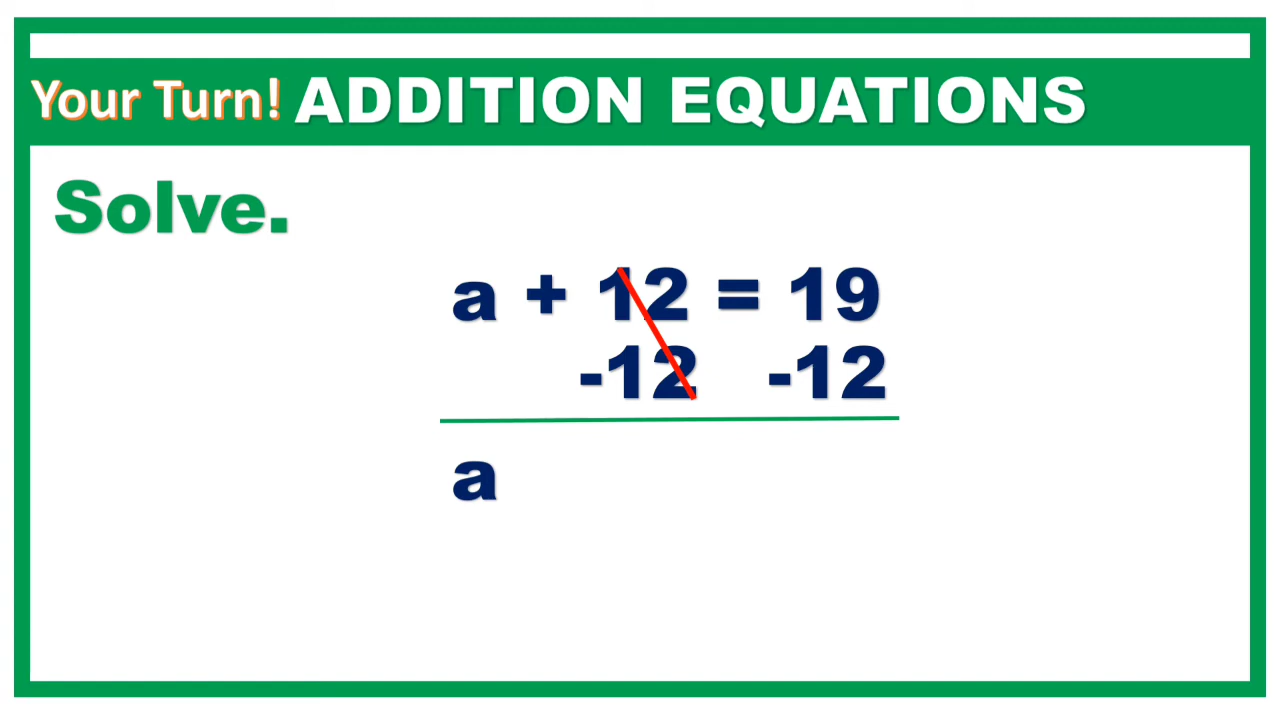 Your Turn! ADDITION EQUATIONS
Solve.
a + 12 = 19
-12 -12
a